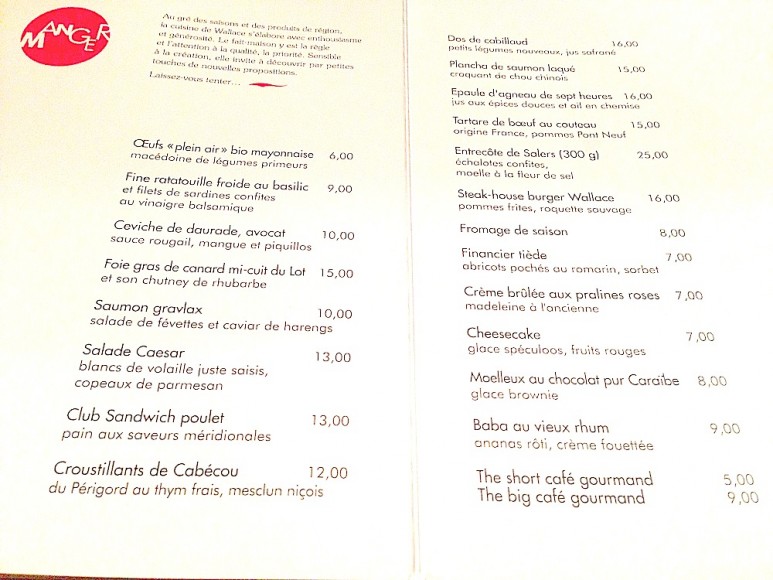 MANGER
Au gré des saisons et des produits de région,
la cuisine de Wallace s'élabore avec enthousiasme
et générosité. Le fait-maison y est la règle
et l'attention à la qualité, la priorité. Sensible
à la création, elle invite à découvrir par petites
touches de nouvelles propositions.
Laissez-vous tenter...
Œufs «plein air» bio mayonnaise 6,00
macédoine de légumes primeurs
Fine ratatouille froide au basilic 9,00
et filets de sardines confites
au vinaigre balsamique
Ceviche de daurade, avocat 10,00
sauce rougail, mangue et piquillos
Foie gras de canard mi-cuit du Lot 15,00
et son chutney de rhubarbe
Saumon gravlax 10,00
salade de févettes et caviar de harengs
Salade Caesar 13,00
blancs de volaille juste saisis,
copeaux de parmesan
Club Sandwich poulet 13,00
pain aux saveurs méridionales
Croustillants de Cabécou 12,00
du Périgord au thym frais, mesclun niçois
Dos de cabillaud 16,00
petits légumes nouveaux, jus safrané
Plancha de saumon laqué 15,00
croquant de chou chinois
Epaule d'agneau de sept heures 16,00
jus aux épices douces et ail en chemise
Tartare de bœuf au couteau 15,00
origine France, pommes Pont Neuf
Entrecôte de Salers (300 g) 25,00
échalotes confites,
moëlle à la fleur de sel
Steak-house burger Wallace 16,00
pommes frites, roquette sauvage
Fromage de saison 8,00
Financier tiède 7,00
abricots pochés au romarin, sorbet
Crème brûlée aux pralines roses 7,00
madeleine à l'ancienne
Cheesecake 7,00
glace spéculoos, fruits rouges
Moelleux au chocolat pur Caraïbe 8,00
glace brownie
Baba au vieux rhum 9,00
ananas rôti, crème fouettée
The short café gourmand 5,00
The big café gourmand 9,00